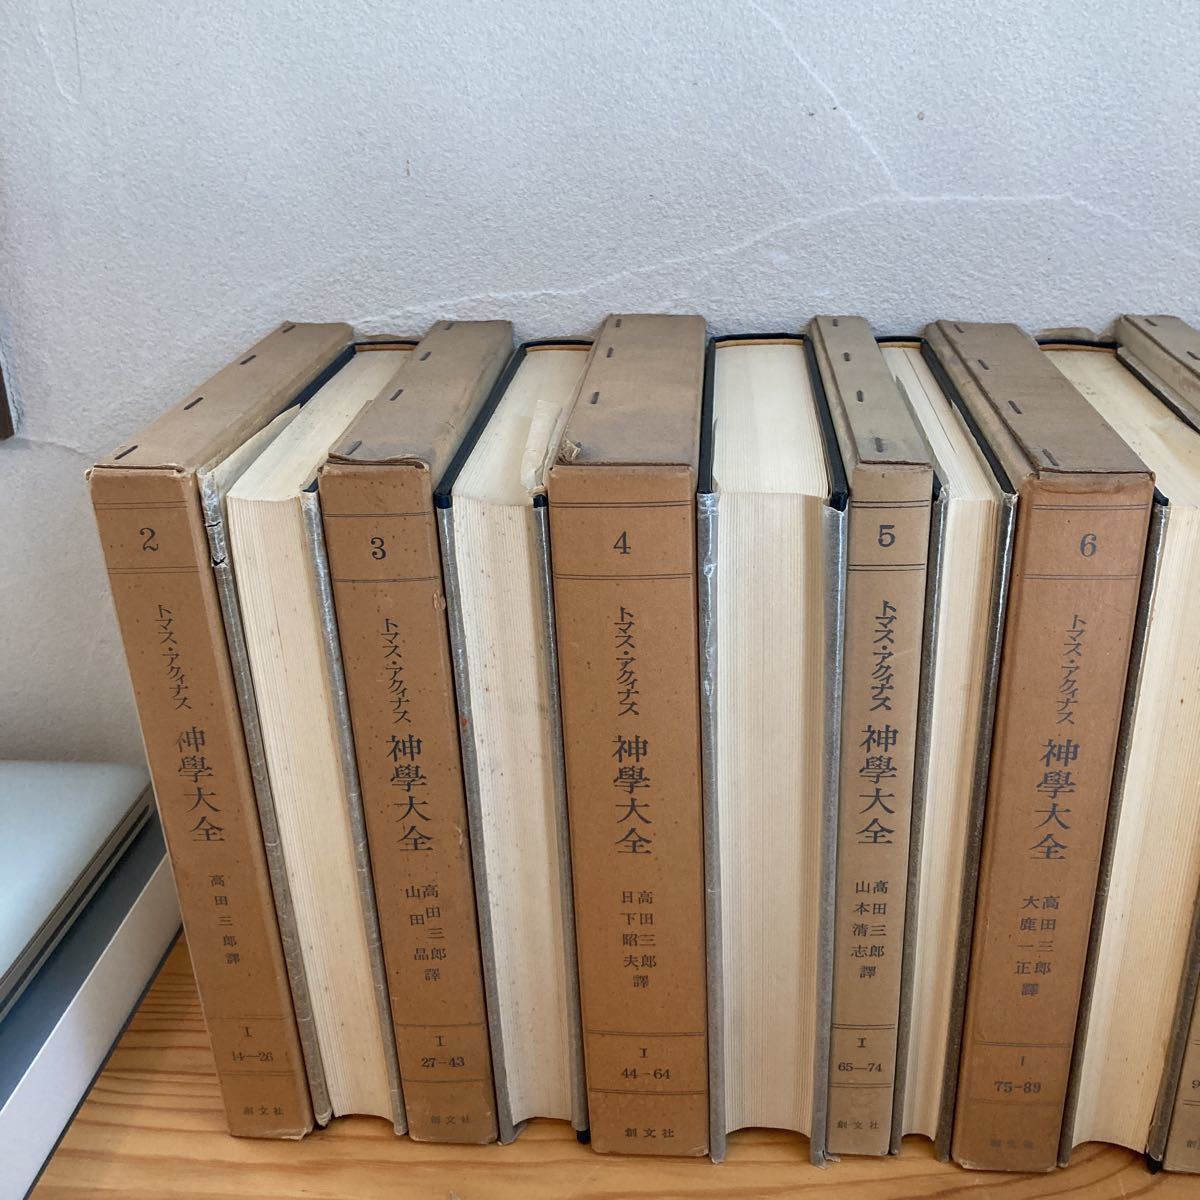 2
トマス・アクィナス
神學大全
高田三郎譯
I
14—26
創文社
3
トマス・アクィナス
神學大全
高田三郎
山田晶
譯
I
27-43
創文社
4
トマス・アクィナス
神學大全
高田三郎
日下昭夫
譯
I
44-64
創文社
5
トマス・アクィナス
神學大全
高田三郎
山本清志
譯
I
65—74
創文社
6
トマス・アクィナス
神學大全
高田三郎
大鹿一正
譯
I
75-89
創文社
9
創